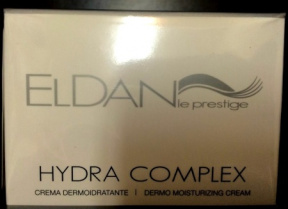 ELDAN
le prestige
HYDRA COMPLEX
CREMA DERMOIDRATANTE | DERMO MOISTURIZING CREAM